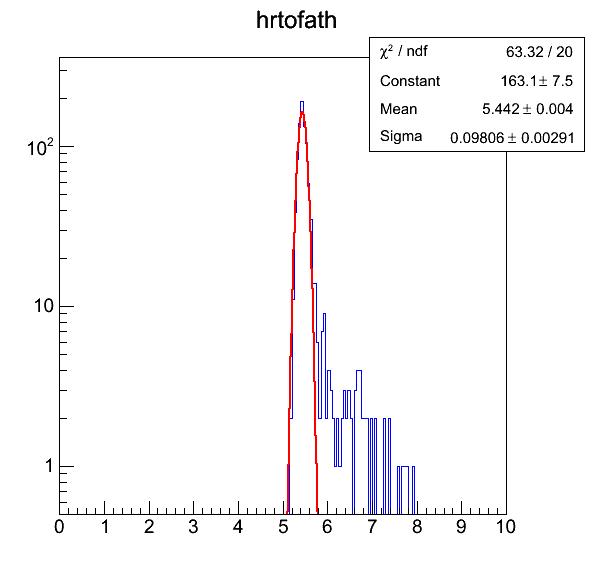 hrtofath
χ² / ndf 63.32 / 20
Constant 163.1 ± 7.5
Mean 5.442 ± 0.004
Sigma 0.09806 ± 0.00291
10²
10
1
0 1 2 3 4 5 6 7 8 9 10